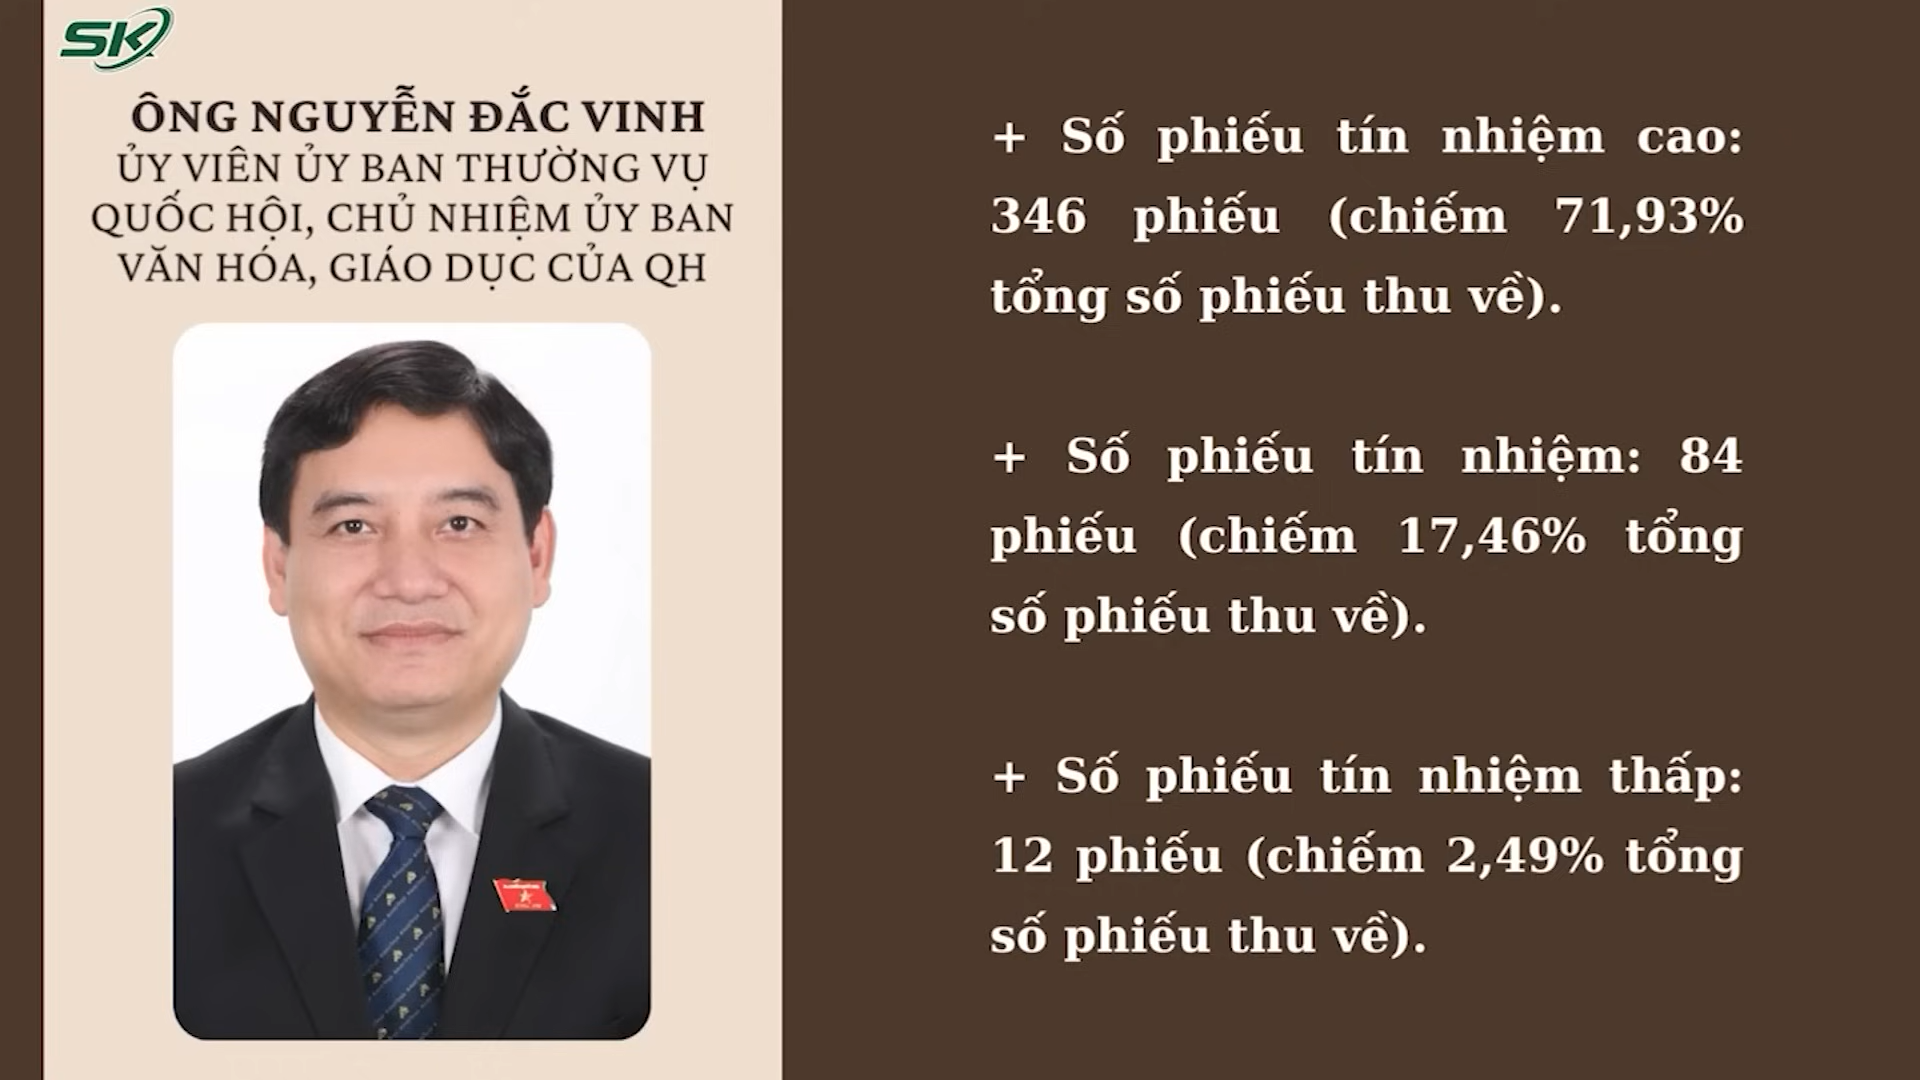 SK
ÔNG NGUYỄN ĐẮC VINH
ỦY VIÊN ỦY BAN THƯỜNG VỤ
QUỐC HỘI, CHỦ NHIỆM ỦY BAN
VĂN HÓA, GIÁO DỤC CỦA QH
+ Số phiếu tín nhiệm cao:
346 phiếu (chiếm 71,93%
tổng số phiếu thu về).
+ Số phiếu tín nhiệm: 84
phiếu (chiếm 17,46% tổng
số phiếu thu về).
+ Số phiếu tín nhiệm thấp:
12 phiếu (chiếm 2,49% tổng
số phiếu thu về).